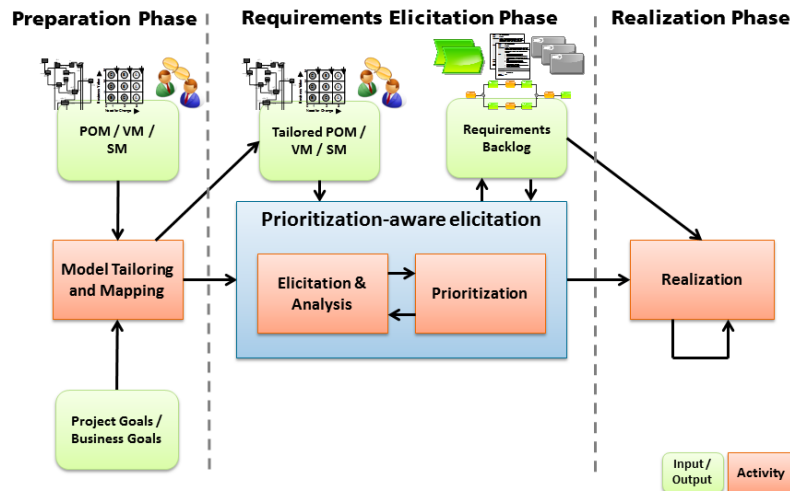 Preparation Phase
Requirements Elicitation Phase
Realization Phase
POM / VM /
SM
Tailored POM /
VM / SM
Requirements
Backlog
Prioritization-aware elicitation
Model Tailoring
and Mapping
Elicitation &
Analysis
Prioritization
Realization
Project Goals /
Business Goals
Input /
Output
Activity